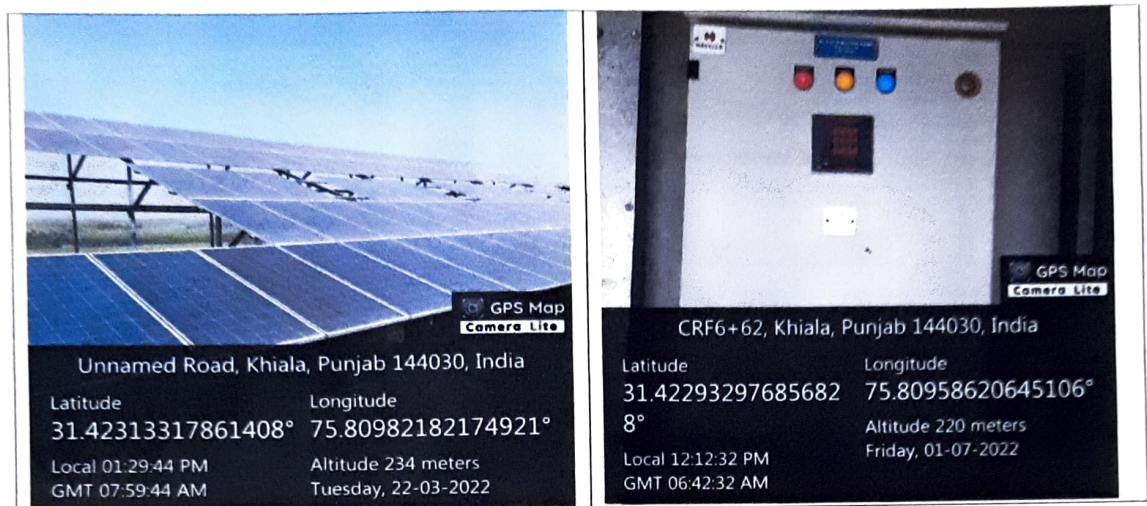 GPS Map
Camera Lite
Unnamed Road, Khiala, Punjab 144030, India
Latitude
31.42313317861408°
Longitude
75.80982182174921°
Local 01:29:44 PM
GMT 07:59:44 AM
Altitude 234 meters
Tuesday, 22-03-2022
GPS Map
Camera Lite
CRF6+62, Khiala, Punjab 144030, India
Latitude
31.42293297685682
8°
Longitude
75.80958620645106°
Local 12:12:32 PM
GMT 06:42:32 AM
Altitude 220 meters
Friday, 01-07-2022